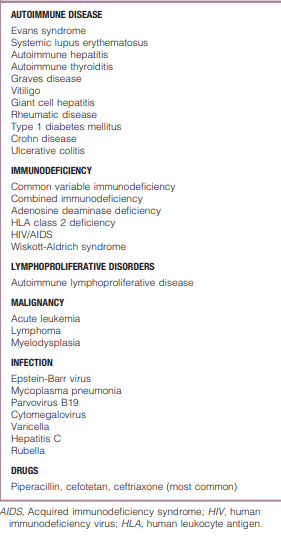 AUTOIMMUNE DISEASE
Evans syndrome
Systemic lupus erythematosus
Autoimmune hepatitis
Autoimmune thyroiditis
Graves disease
Vitiligo
Giant cell hepatitis
Rheumatic disease
Type 1 diabetes mellitus
Crohn disease
Ulcerative colitis
IMMUNODEFICIENCY
Common variable immunodeficiency
Combined immunodeficiency
Adenosine deaminase deficiency
HLA class 2 deficiency
HIV/AIDS
Wiskott-Aldrich syndrome
LYMPHOPROLIFERATIVE DISORDERS
Autoimmune lymphoproliferative disease
MALIGNANCY
Acute leukemia
Lymphoma
Myelodysplasia
INFECTION
Epstein-Barr virus
Mycoplasma pneumonia
Parvovirus B19
Cytomegalovirus
Varicella
Hepatitis C
Rubella
DRUGS
Piperacillin, cefotetan, ceftriaxone (most common)
AIDS, Acquired immunodeficiency syndrome; HIV, human
immunodeficiency virus; HLA, human leukocyte antigen.